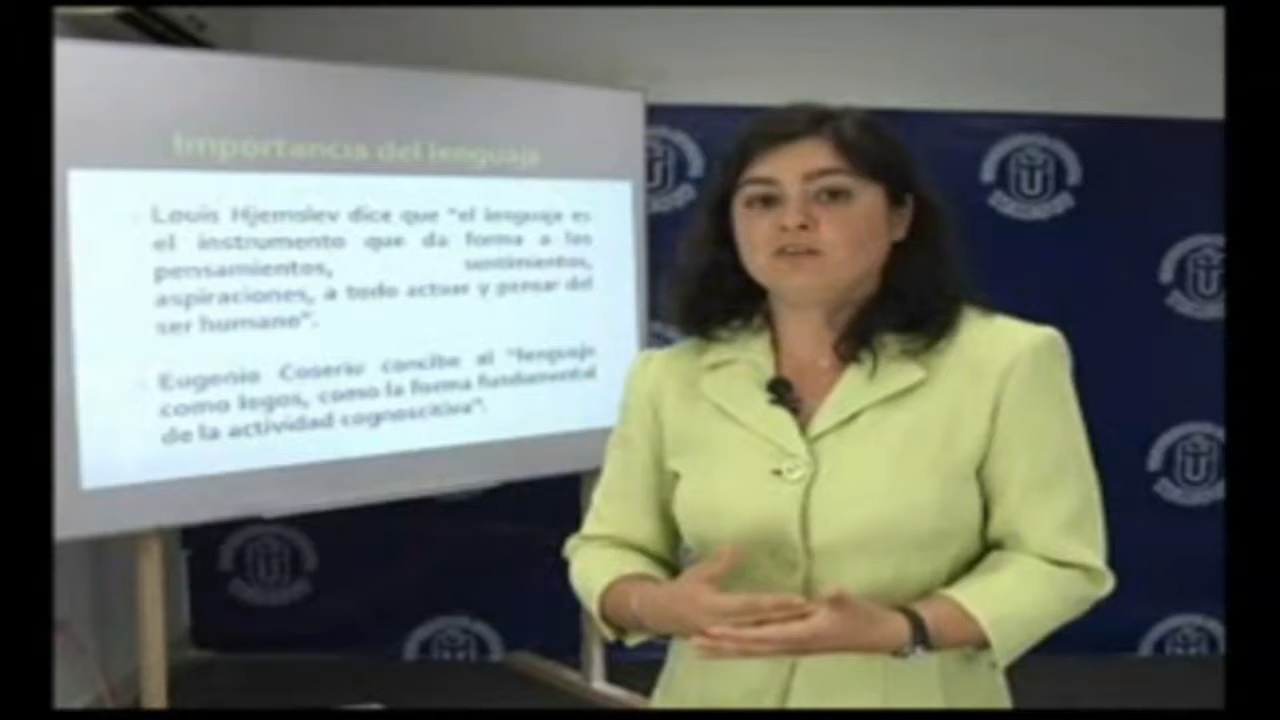 Importancia del lenguaje
Louis Hjemslev dice que "el lenguaje es
el instrumento que da forma a los
pensamientos, sentimientos,
aspiraciones, a todo actuar y pensar del
ser humano".
Eugenio Coseriu concibe al "lenguaje
como logos, como la forma fundamental
de la actividad cognoscitiva".
U
U
U
U
U
U
U